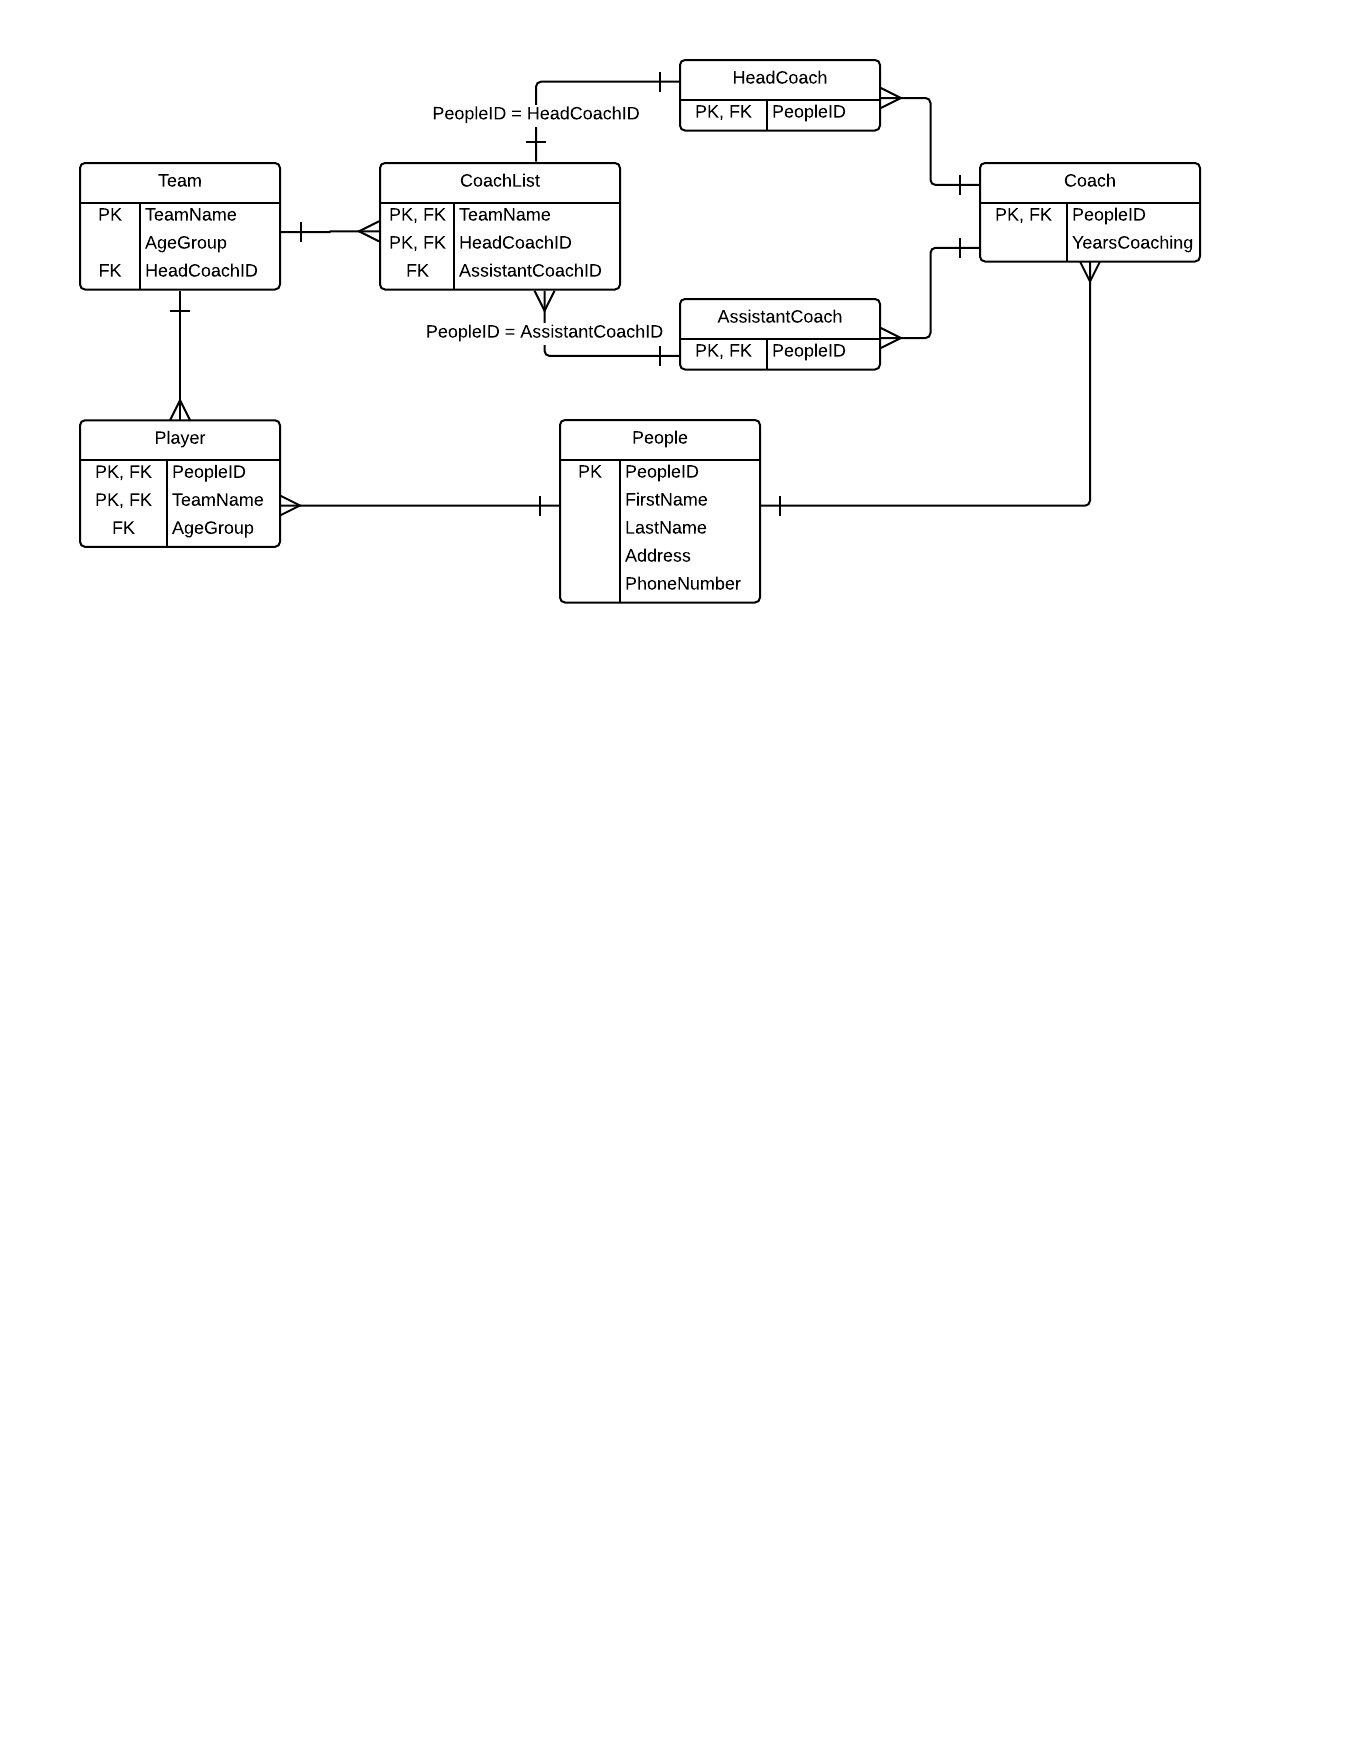 HeadCoach
PK, FK PeopleID
PeopleID = HeadCoachID
Team
PK TeamName
AgeGroup
FK HeadCoachID
CoachList
PK, FK TeamName
PK, FK HeadCoachID
FK AssistantCoachID
Coach
PK, FK PeopleID
YearsCoaching
PeopleID = AssistantCoachID
AssistantCoach
PK, FK PeopleID
Player
PK, FK PeopleID
PK, FK TeamName
FK AgeGroup
People
PK PeopleID
FirstName
LastName
Address
PhoneNumber